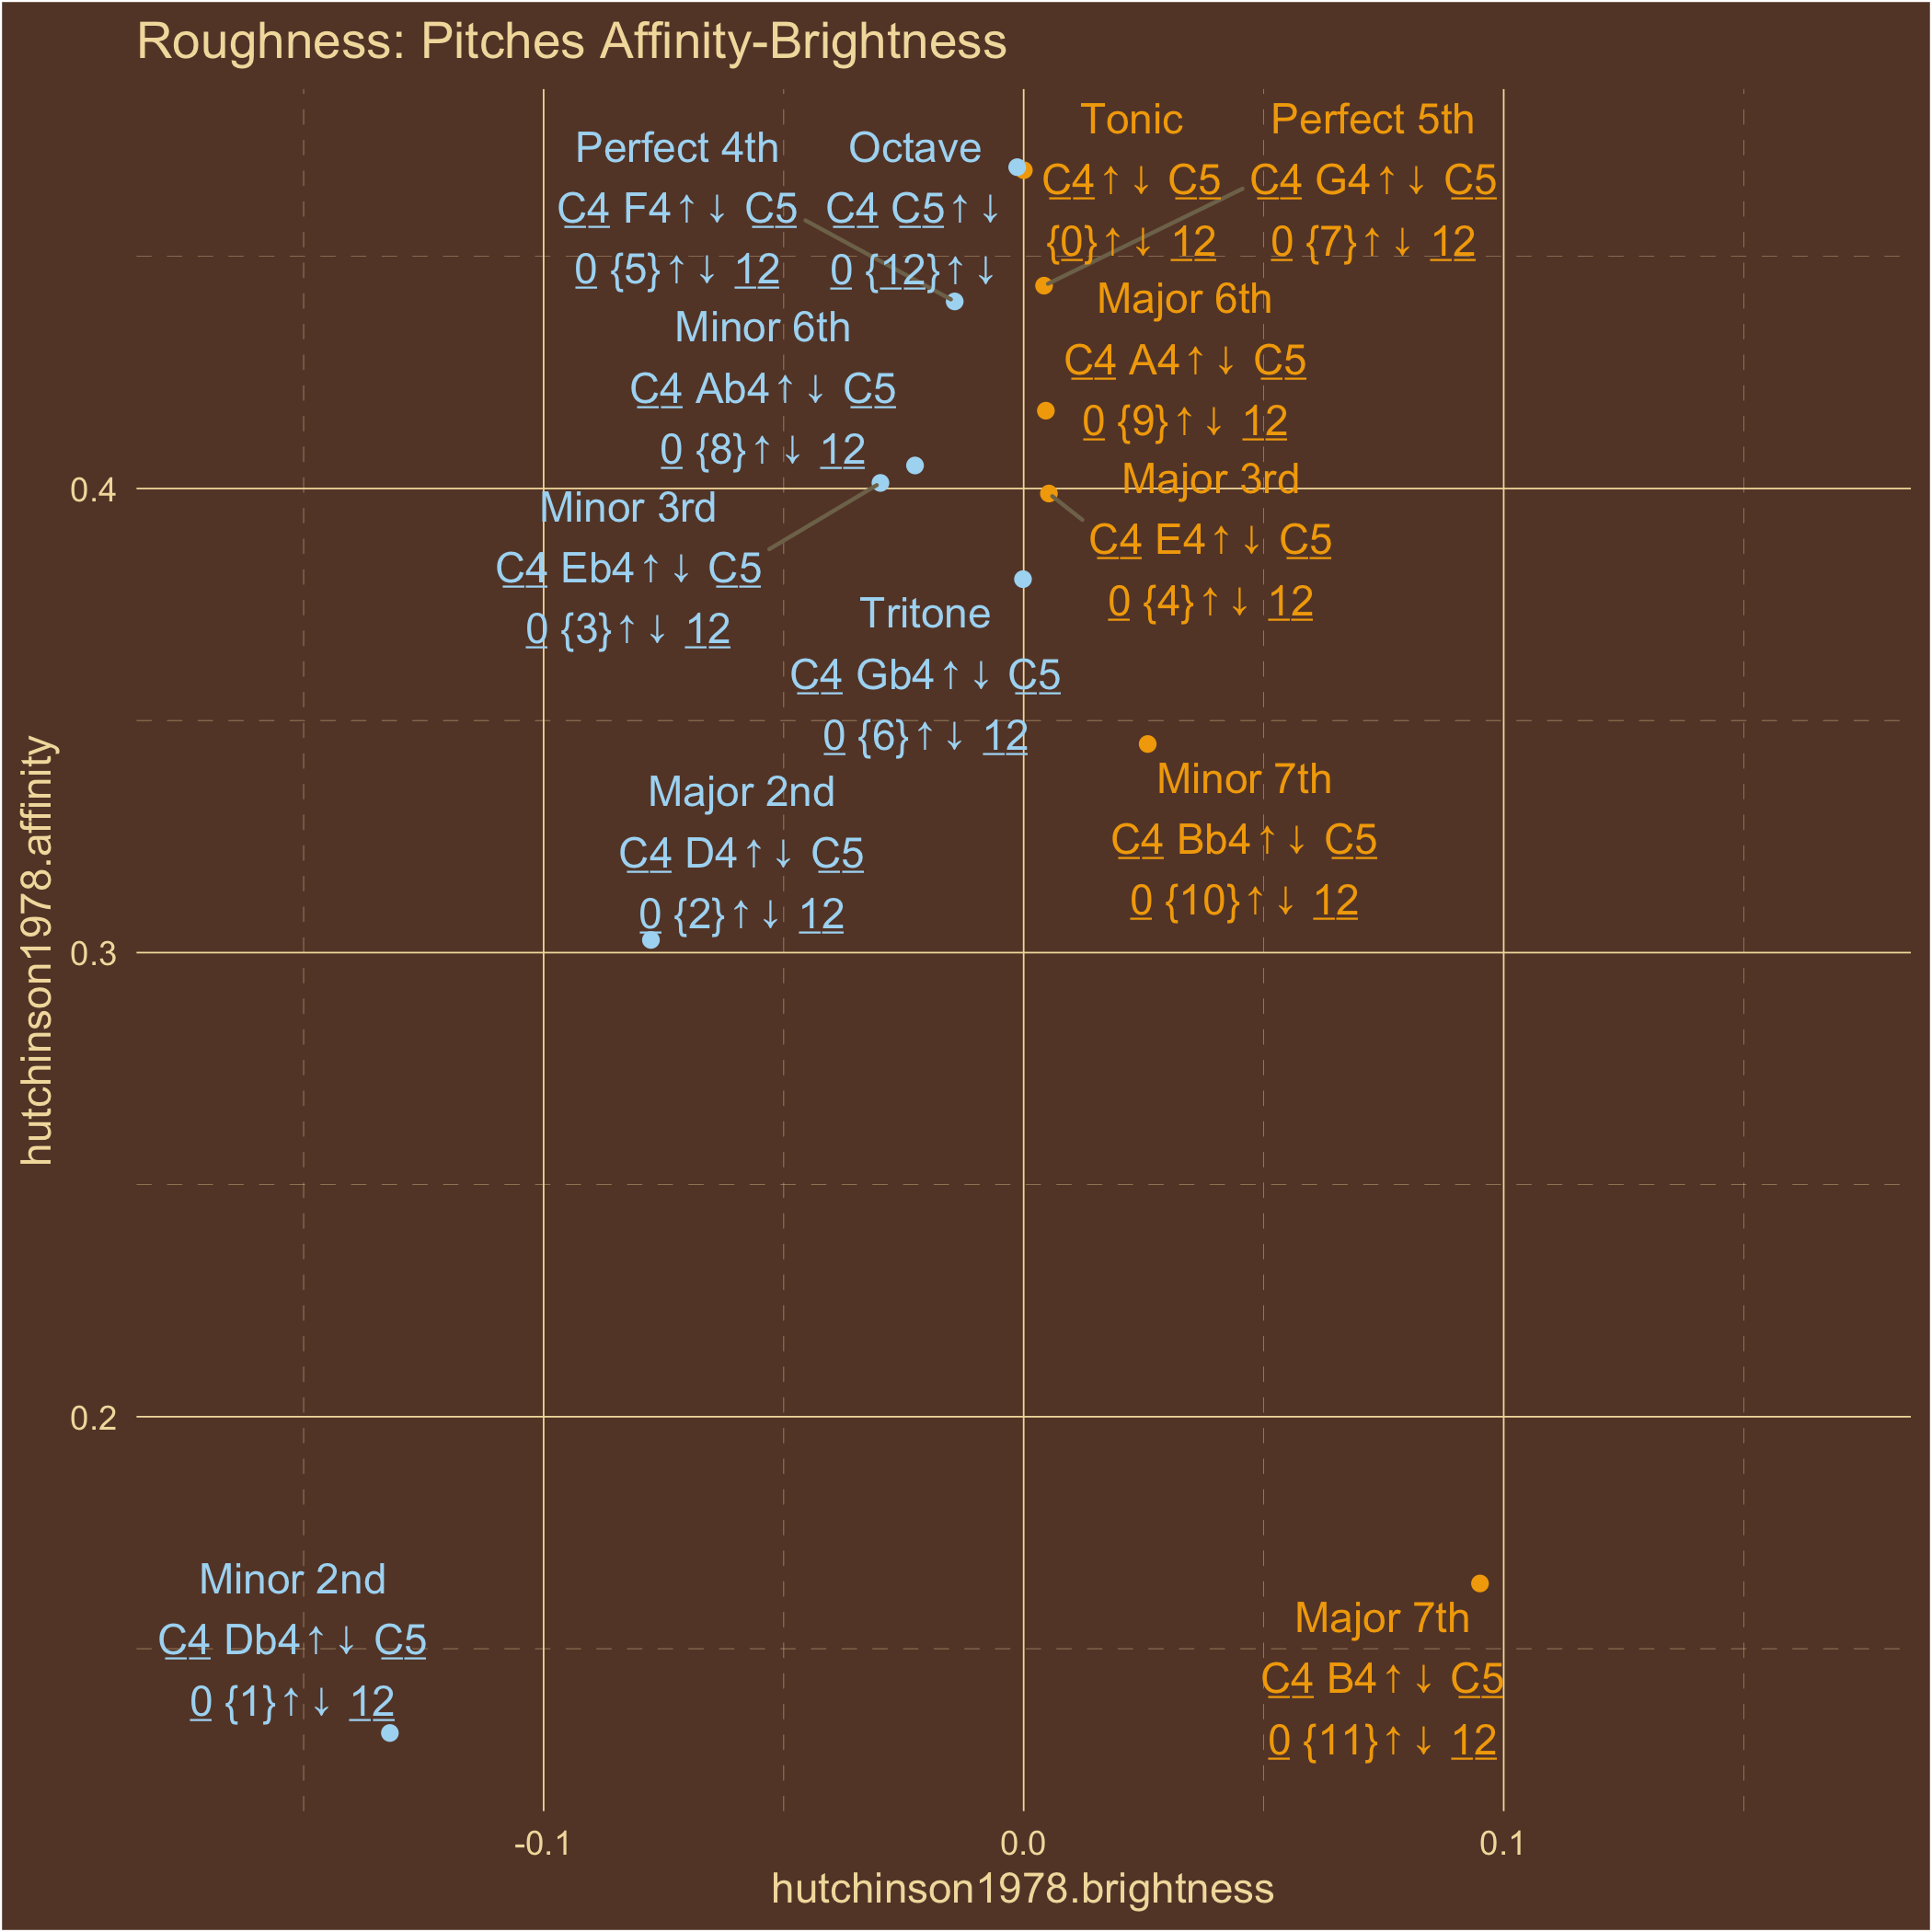 Roughness: Pitches Affinity-Brightness
Tonic
C4↑↓ C5
{0}↑↓ 12
Perfect 5th
C4 G4↑↓ C5
0 {7}↑↓ 12
Perfect 4th
C4 F4↑↓ C5
0 {5}↑↓ 12
Octave
C4 C5↑↓
0 {12}↑↓
Major 6th
C4 A4↑↓ C5
0 {9}↑↓ 12
Minor 6th
C4 Ab4↑↓ C5
0 {8}↑↓ 12
Major 3rd
C4 E4↑↓ C5
0 {4}↑↓ 12
Minor 3rd
C4 Eb4↑↓ C5
0 {3}↑↓ 12
Tritone
C4 Gb4↑↓ C5
0 {6}↑↓ 12
Minor 7th
C4 Bb4↑↓ C5
0 {10}↑↓ 12
Major 2nd
C4 D4↑↓ C5
0 {2}↑↓ 12
Minor 2nd
C4 Db4↑↓ C5
0 {1}↑↓ 12
Major 7th
C4 B4↑↓ C5
0 {11}↑↓ 12
0.4
0.3
0.2
hutchinson1978.affinity
-0.1
0.0
0.1
hutchinson1978.brightness